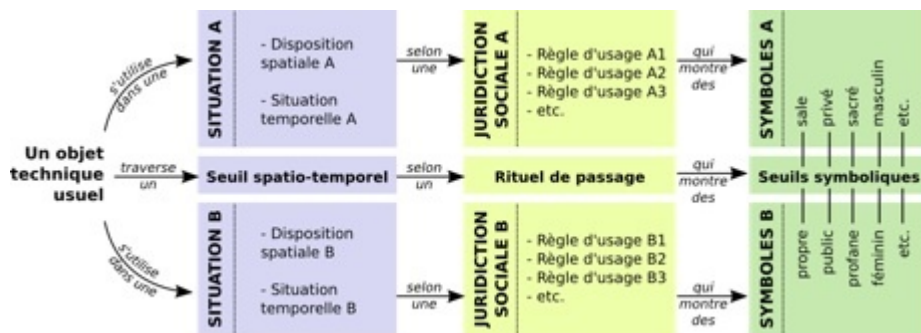 s'utilise
dans une
SITUATION A
- Disposition
spatiale A
- Situation
temporelle A
selon
une
JURIDICTION
SOCIALE A
- Règle d'usage A1
- Règle d'usage A2
- Règle d'usage A3
- etc.
qui
montre
des
SYMBOLES A
sale
privé
sacré
masculin
etc.
Un objet
technique
usuel
traverse
un
Seuil spatio-temporel
selon
un
Rituel de passage
qui
montre
des
Seuils symboliques
s'utilise
dans une
SITUATION B
- Disposition
spatiale B
- Situation
temporelle B
selon
une
JURIDICTION
SOCIALE B
- Règle d'usage B1
- Règle d'usage B2
- Règle d'usage B3
- etc.
qui
montre
des
SYMBOLES B
propre
public
profane
féminin
etc.